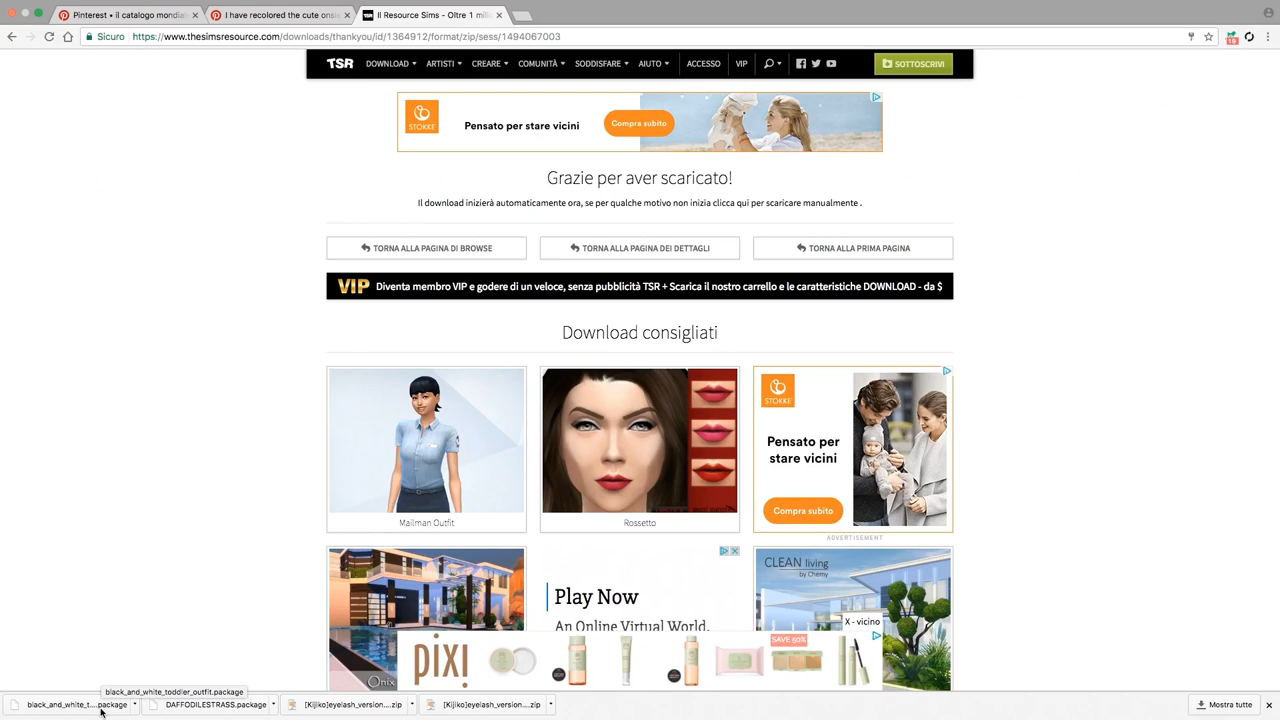 Pinterest • il catalogo mondial
I have recolored the cute onsie
Il Resource Sims - Oltre 1 mili
Sicuro
https://www.thesimsresource.com/downloads/thankyou/id/1364912/format/zip/sess/1494067003
19
TSR
DOWNLOAD
ARTISTI
CREARE
COMUNITÀ
SODDISFARE
AIUTO
ACCESSO
VIP
SOTTOSCRIVI
STOKKE
Pensato per stare vicini
Compra subito
Grazie per aver scaricato!
Il download inizierà automaticamente ora, se per qualche motivo non inizia clicca qui per scaricare manualmente .
TORNA ALLA PAGINA DI BROWSE
TORNA ALLA PAGINA DEI DETTAGLI
TORNA ALLA PRIMA PAGINA
VIP Diventa membro VIP e godere di un veloce, senza pubblicità TSR + Scarica il nostro carrello e le caratteristiche DOWNLOAD - da $
Download consigliati
Mailman Outfit
Rossetto
STOKKE
Pensato per
stare vicini
Compra subito
ADVERTISEMENT
Onix
Play Now
An Online Virtual World.
CLEAN living
by Chemy
X - vicino
pixi
SAVE 50%
black_and_white_toddler_outfit.package
black_and_white_t....package
DAFFODILESTRASS.package
[Kijiko]eyelash_version....zip
[Kijiko]eyelash_version....zip
Mostra tutte